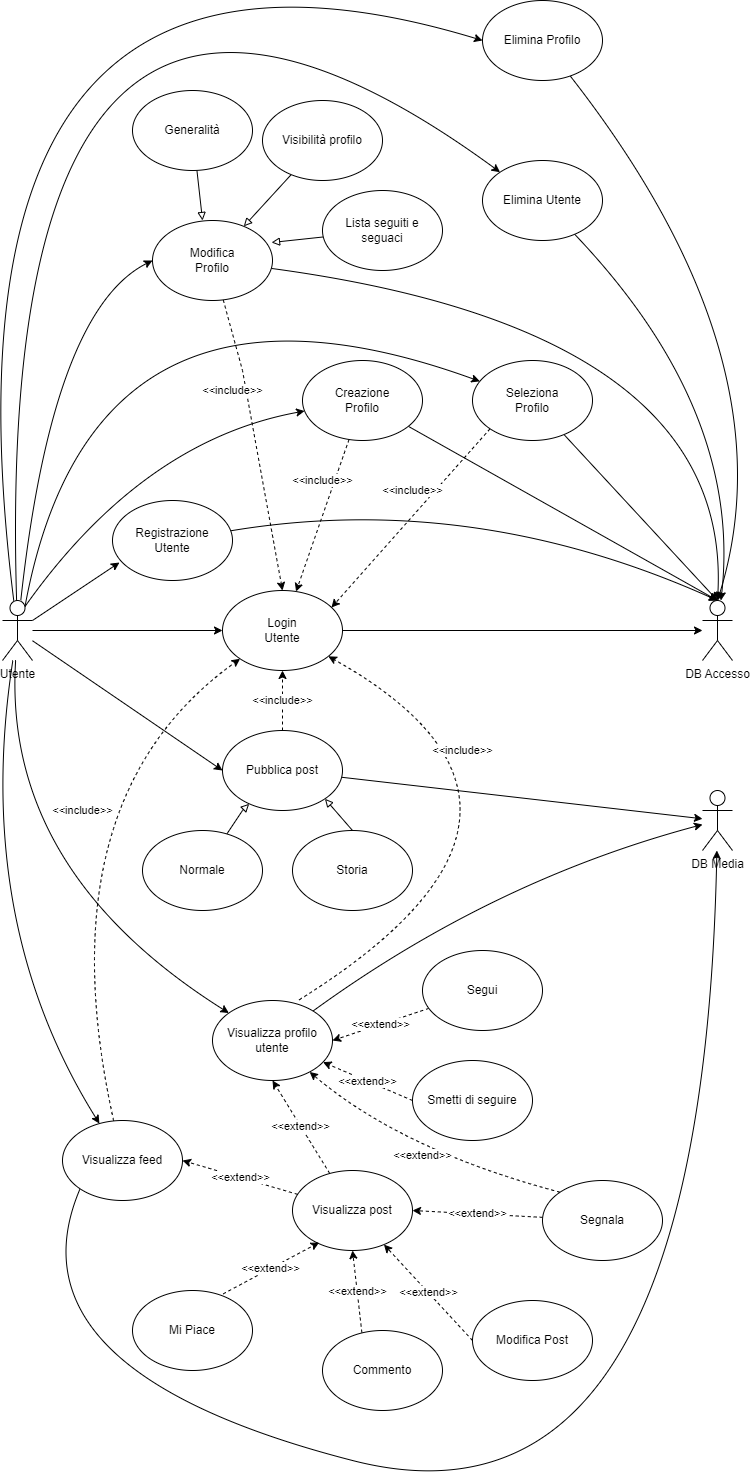 Elimina Profilo
Generalità
Visibilità profilo
Elimina Utente
Lista seguiti e
seguaci
Modifica
Profilo
<<include>>
Creazione
Profilo
Seleziona
Profilo
<<include>>
<<include>>
Registrazione
Utente
Login
Utente
Utente
DB Accesso
<<include>>
<<include>>
Pubblica post
<<include>>
DB Media
Normale
Storia
Segui
<<extend>>
Visualizza profilo
utente
<<extend>>
Smetti di seguire
<<extend>>
<<extend>>
Visualizza feed
<<extend>>
Visualizza post
<<extend>>
Segnala
<<extend>>
<<extend>>
<<extend>>
Mi Piace
Modifica Post
Commento